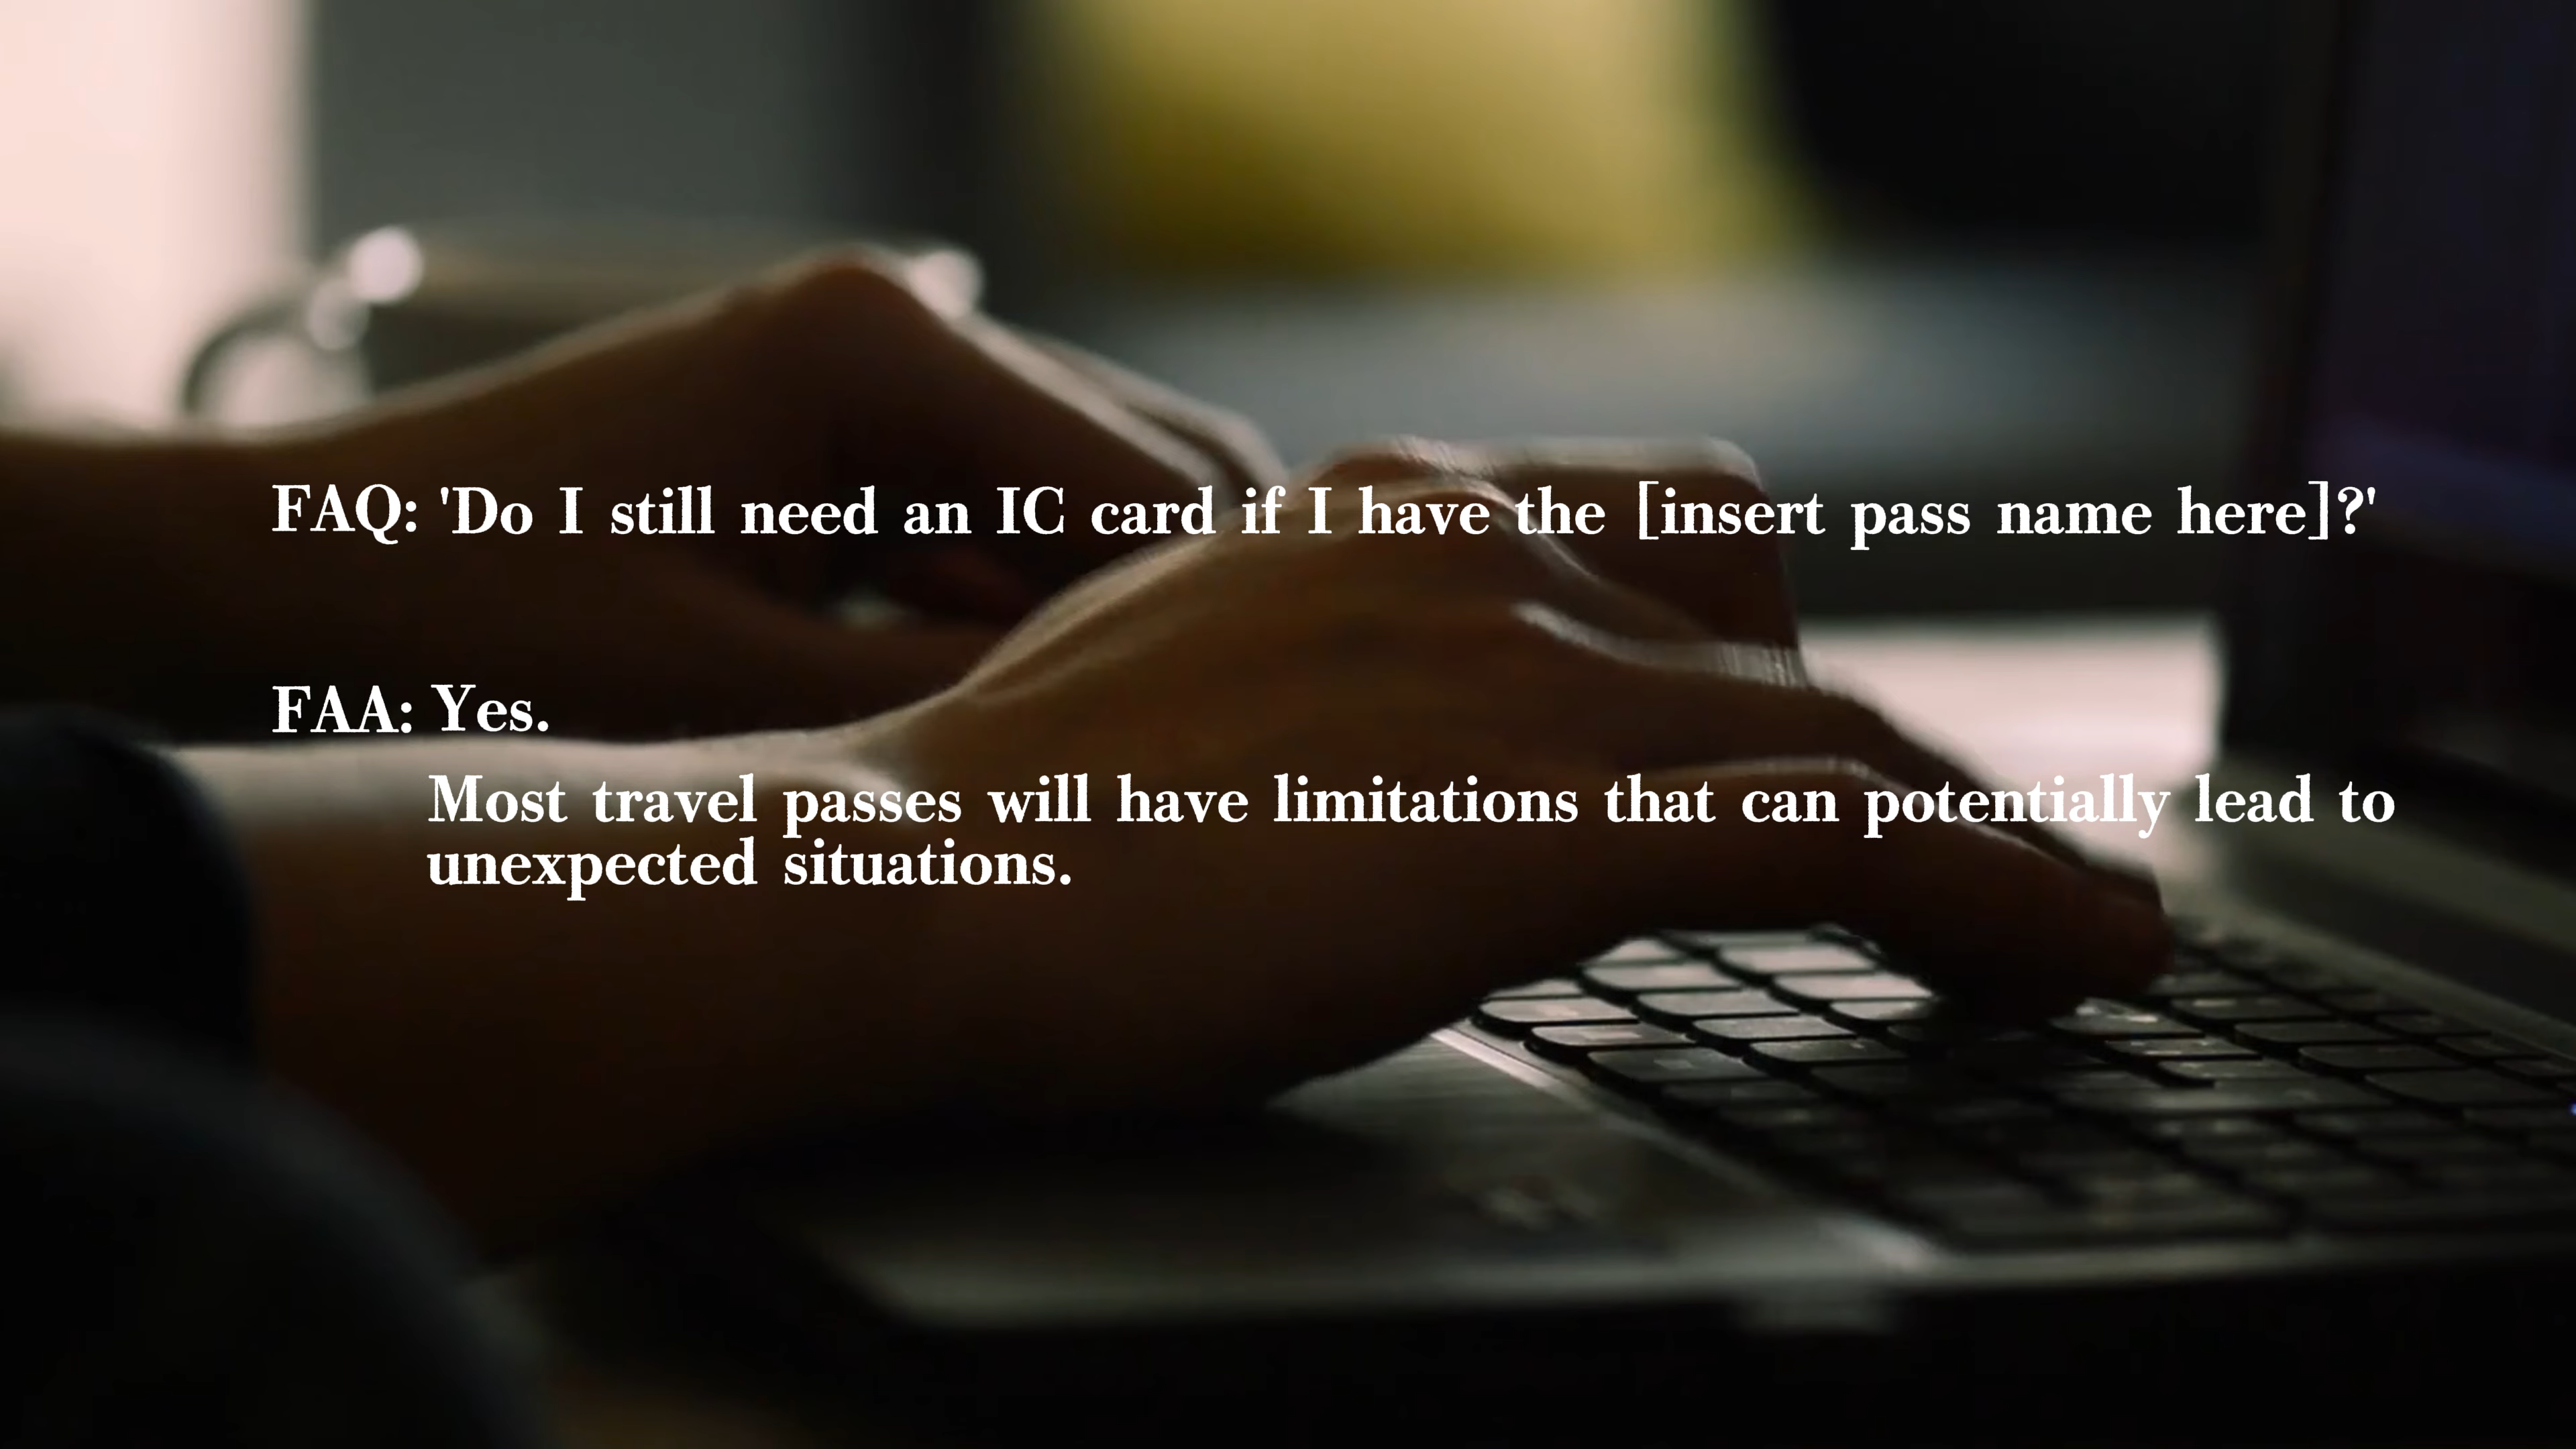 FAQ: 'Do I still need an IC card if I have the [insert pass name here]?'
FAA: Yes.
Most travel passes will have limitations that can potentially lead to
unexpected situations.